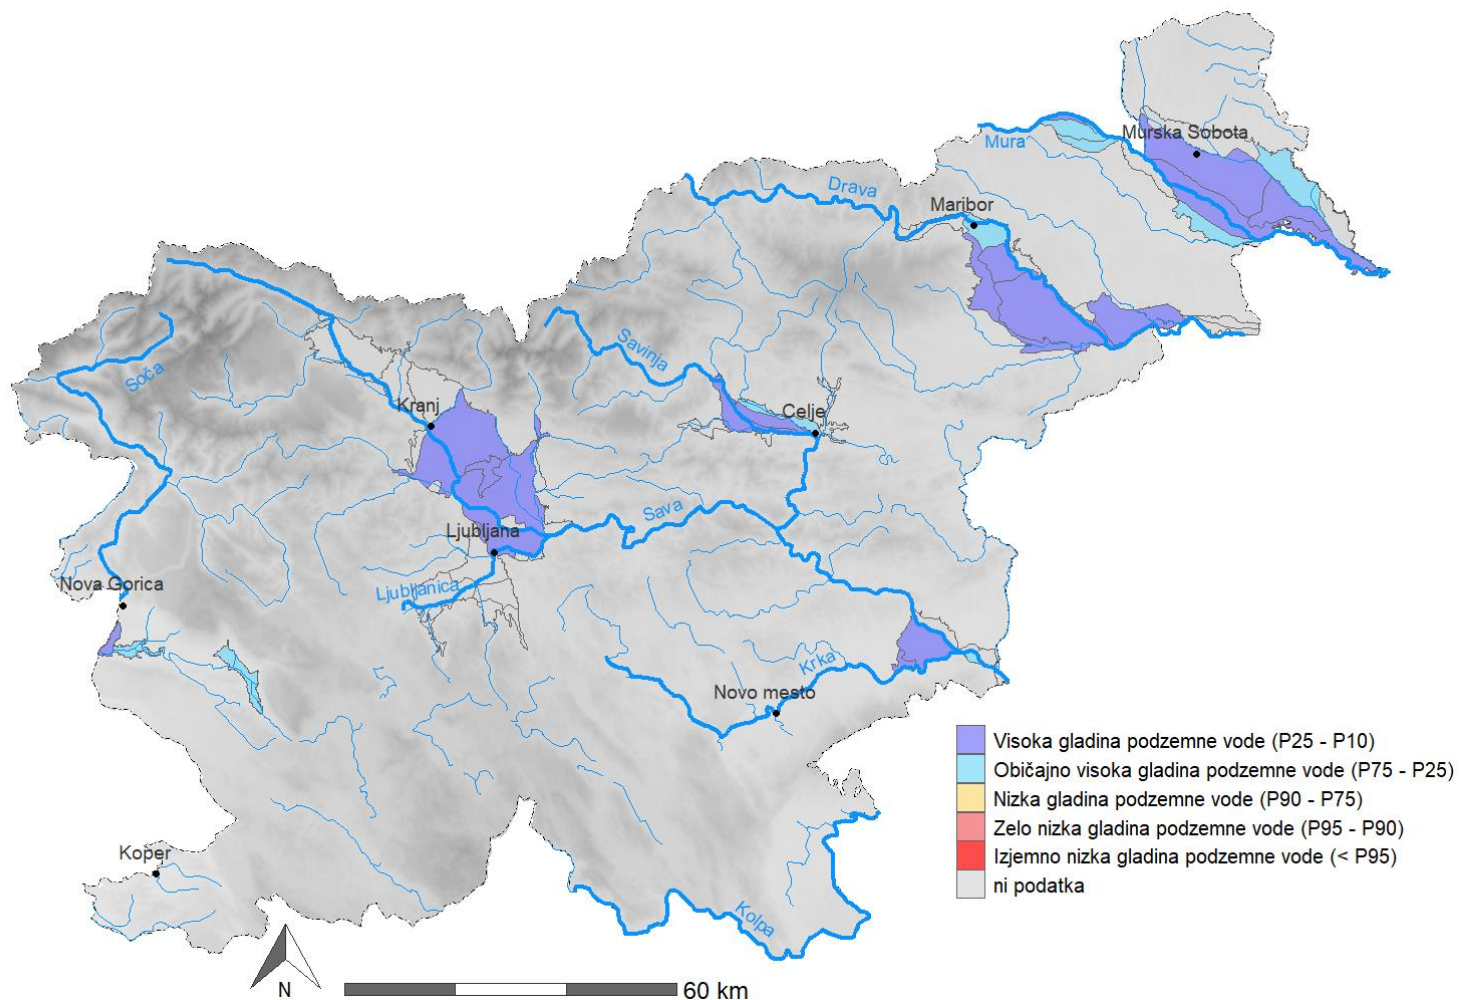 Mura
Murska Sobota
Drava
Maribor
Soča
Savinja
Kranj
Celje
Sava
Ljubljana
Nova Gorica
Ljubljanica
Krka
Novo mesto
Visoka gladina podzemne vode (P25 - P10)
Običajno visoka gladina podzemne vode (P75 - P25)
Nizka gladina podzemne vode (P90 - P75)
Zelo nizka gladina podzemne vode (P95 - P90)
Izjemno nizka gladina podzemne vode (< P95)
ni podatka
Koper
Kolpa
N
60 km